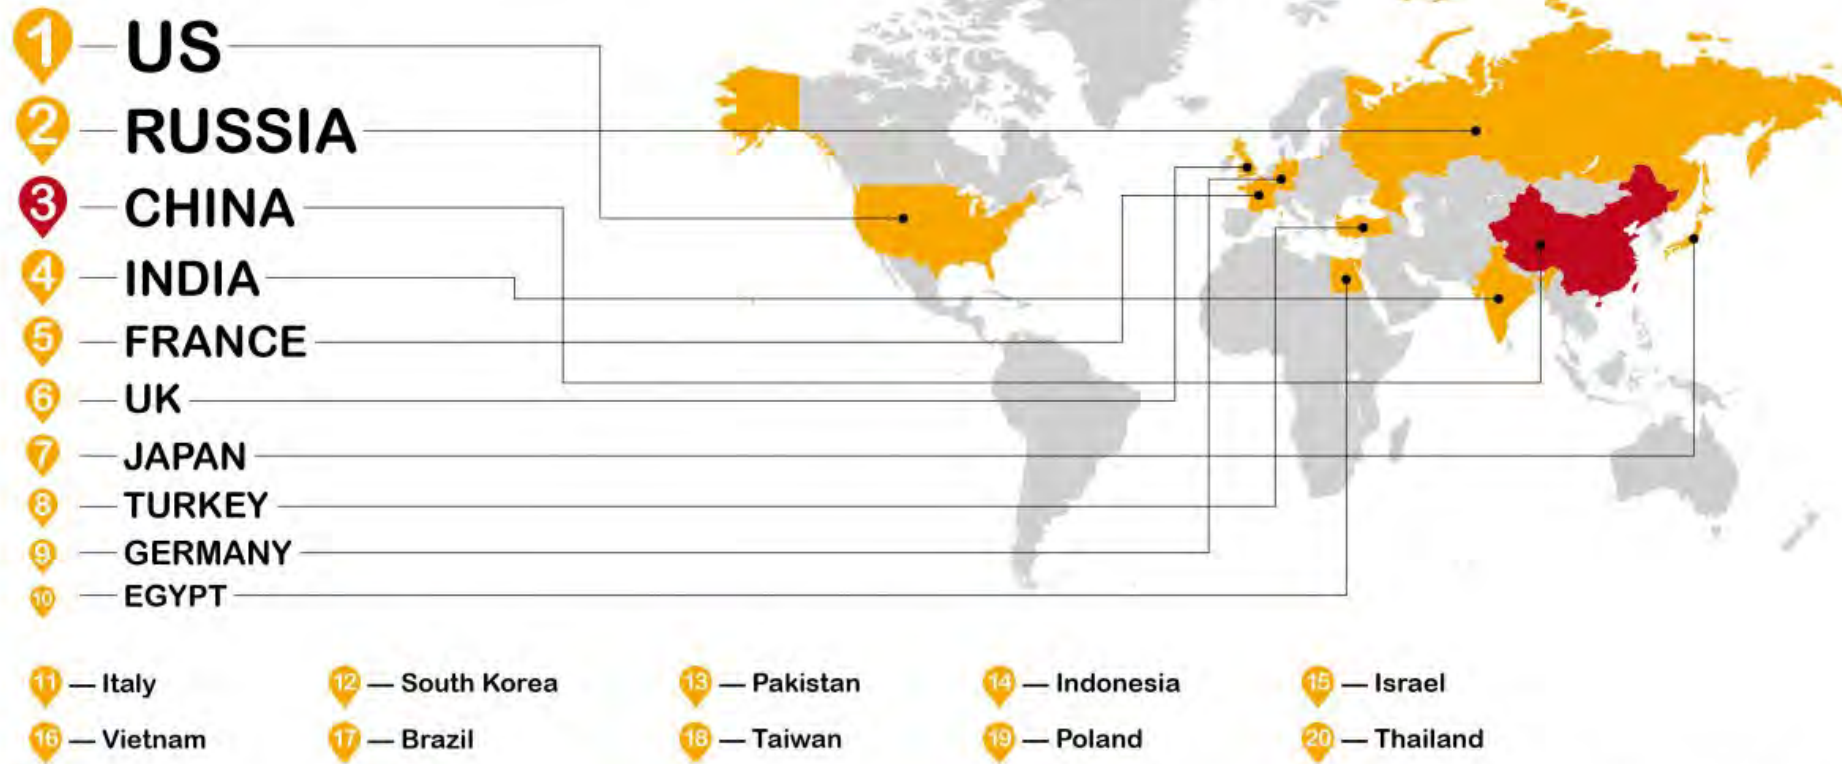 1 — US
2 — RUSSIA
3 — CHINA
4 — INDIA
5 — FRANCE
6 — UK
7 — JAPAN
8 — TURKEY
9 — GERMANY
10 — EGYPT
11 — Italy
12 — South Korea
13 — Pakistan
14 — Indonesia
15 — Israel
16 — Vietnam
17 — Brazil
18 — Taiwan
19 — Poland
20 — Thailand